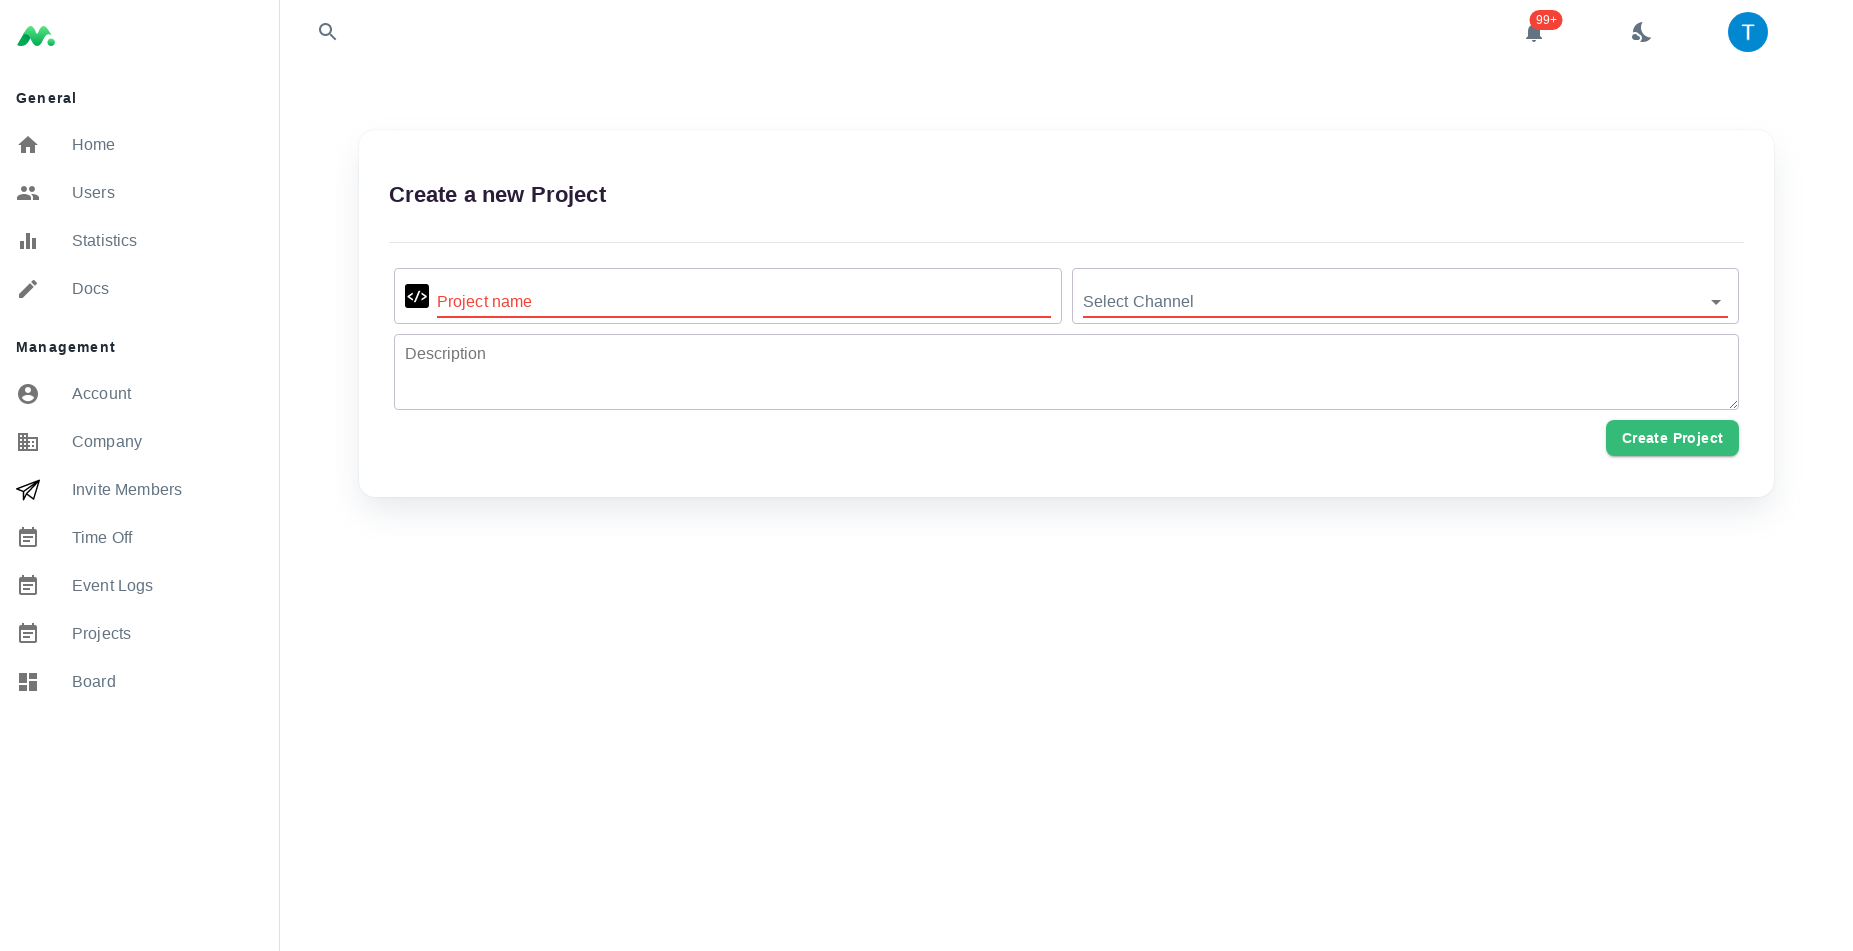 General
Home
Users
Statistics
Docs
Management
Account
Company
Invite Members
Time Off
Event Logs
Projects
Board
99+
T
Create a new Project
Project name
Select Channel
Description
Create Project